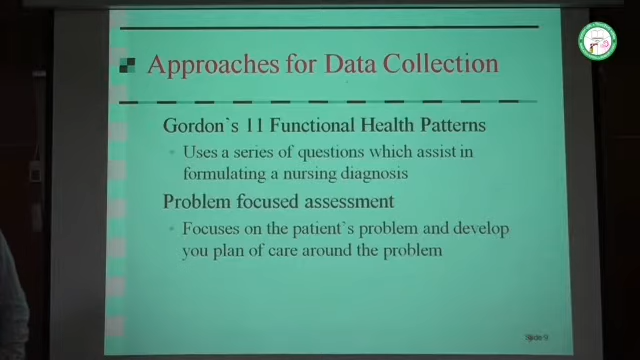 Approaches for Data Collection
Gordon`s 11 Functional Health Patterns
Uses a series of questions which assist in
formulating a nursing diagnosis
Problem focused assessment
Focuses on the patient`s problem and develop
you plan of care around the problem
Slide 9